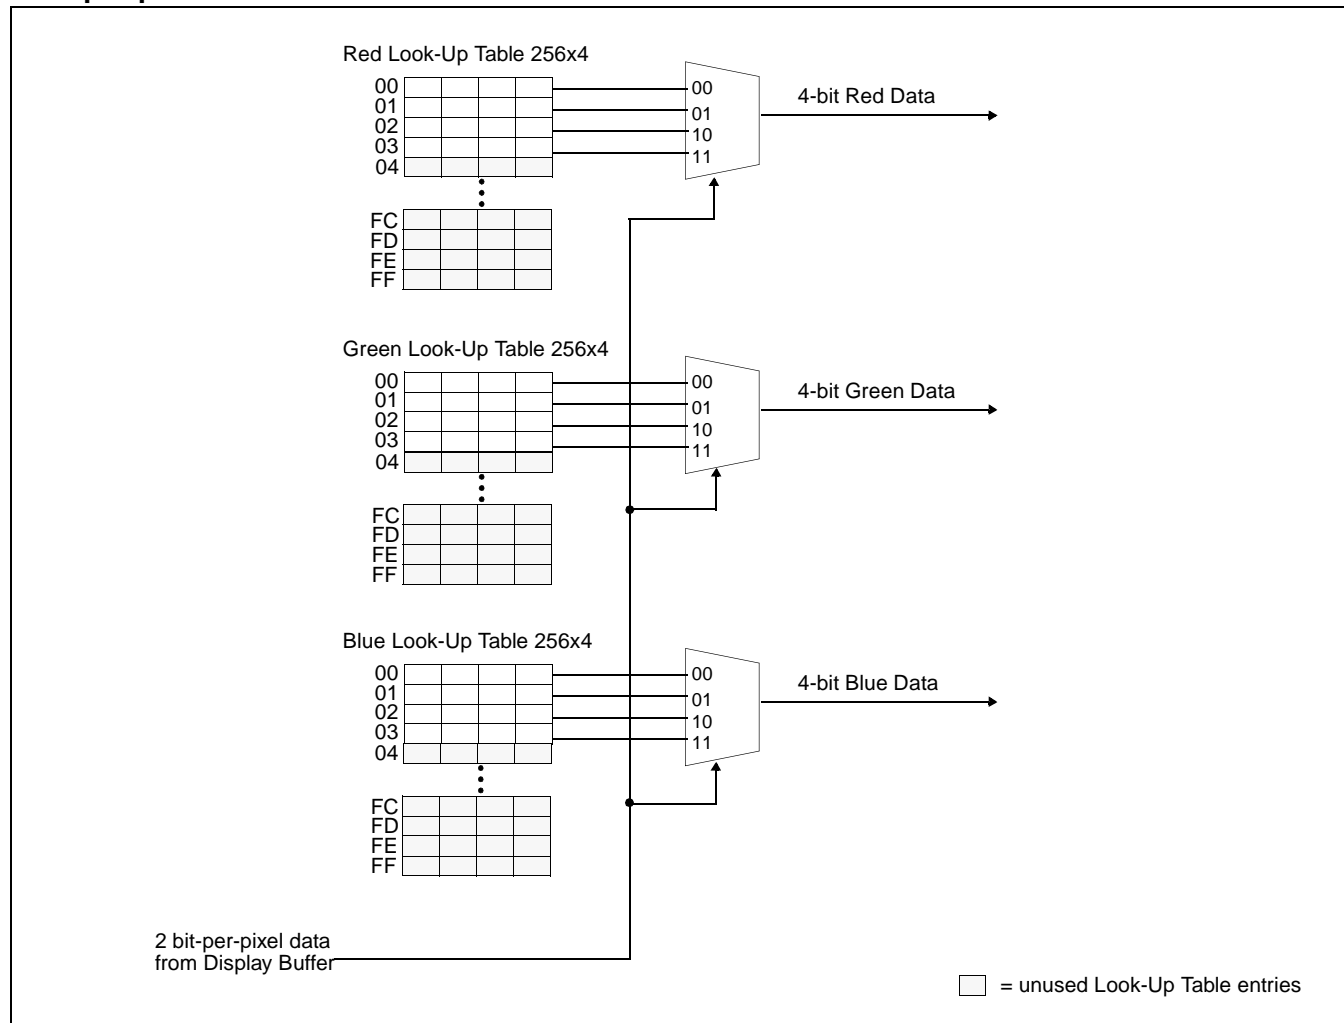 Red Look-Up Table 256x4
00
01
02
03
04
FC
FD
FE
FF
00
01
10
11
4-bit Red Data
Green Look-Up Table 256x4
00
01
02
03
04
FC
FD
FE
FF
00
01
10
11
4-bit Green Data
Blue Look-Up Table 256x4
00
01
02
03
04
FC
FD
FE
FF
00
01
10
11
4-bit Blue Data
2 bit-per-pixel data
from Display Buffer
= unused Look-Up Table entries